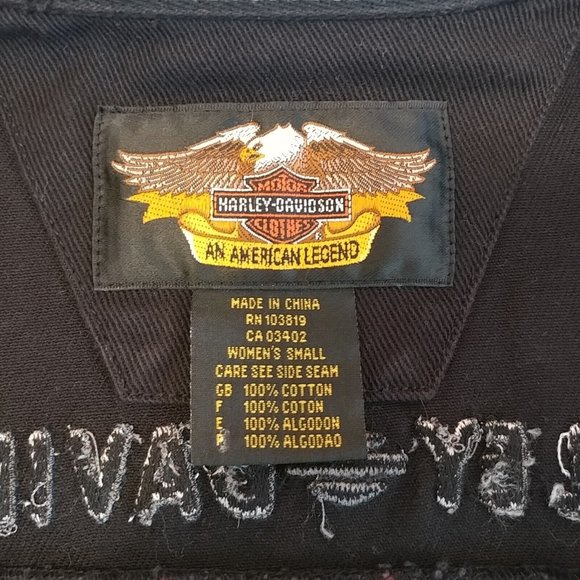 MOTOR
HARLEY-DAVIDSON
CLOTHES
AN AMERICAN LEGEND
MADE IN CHINA
RN 103819
CA 03402
WOMEN'S SMALL
CARE SEE SIDE SEAM
GB 100% COTTON
F 100% COTON
E 100% ALGODON
P 100% ALGODAO